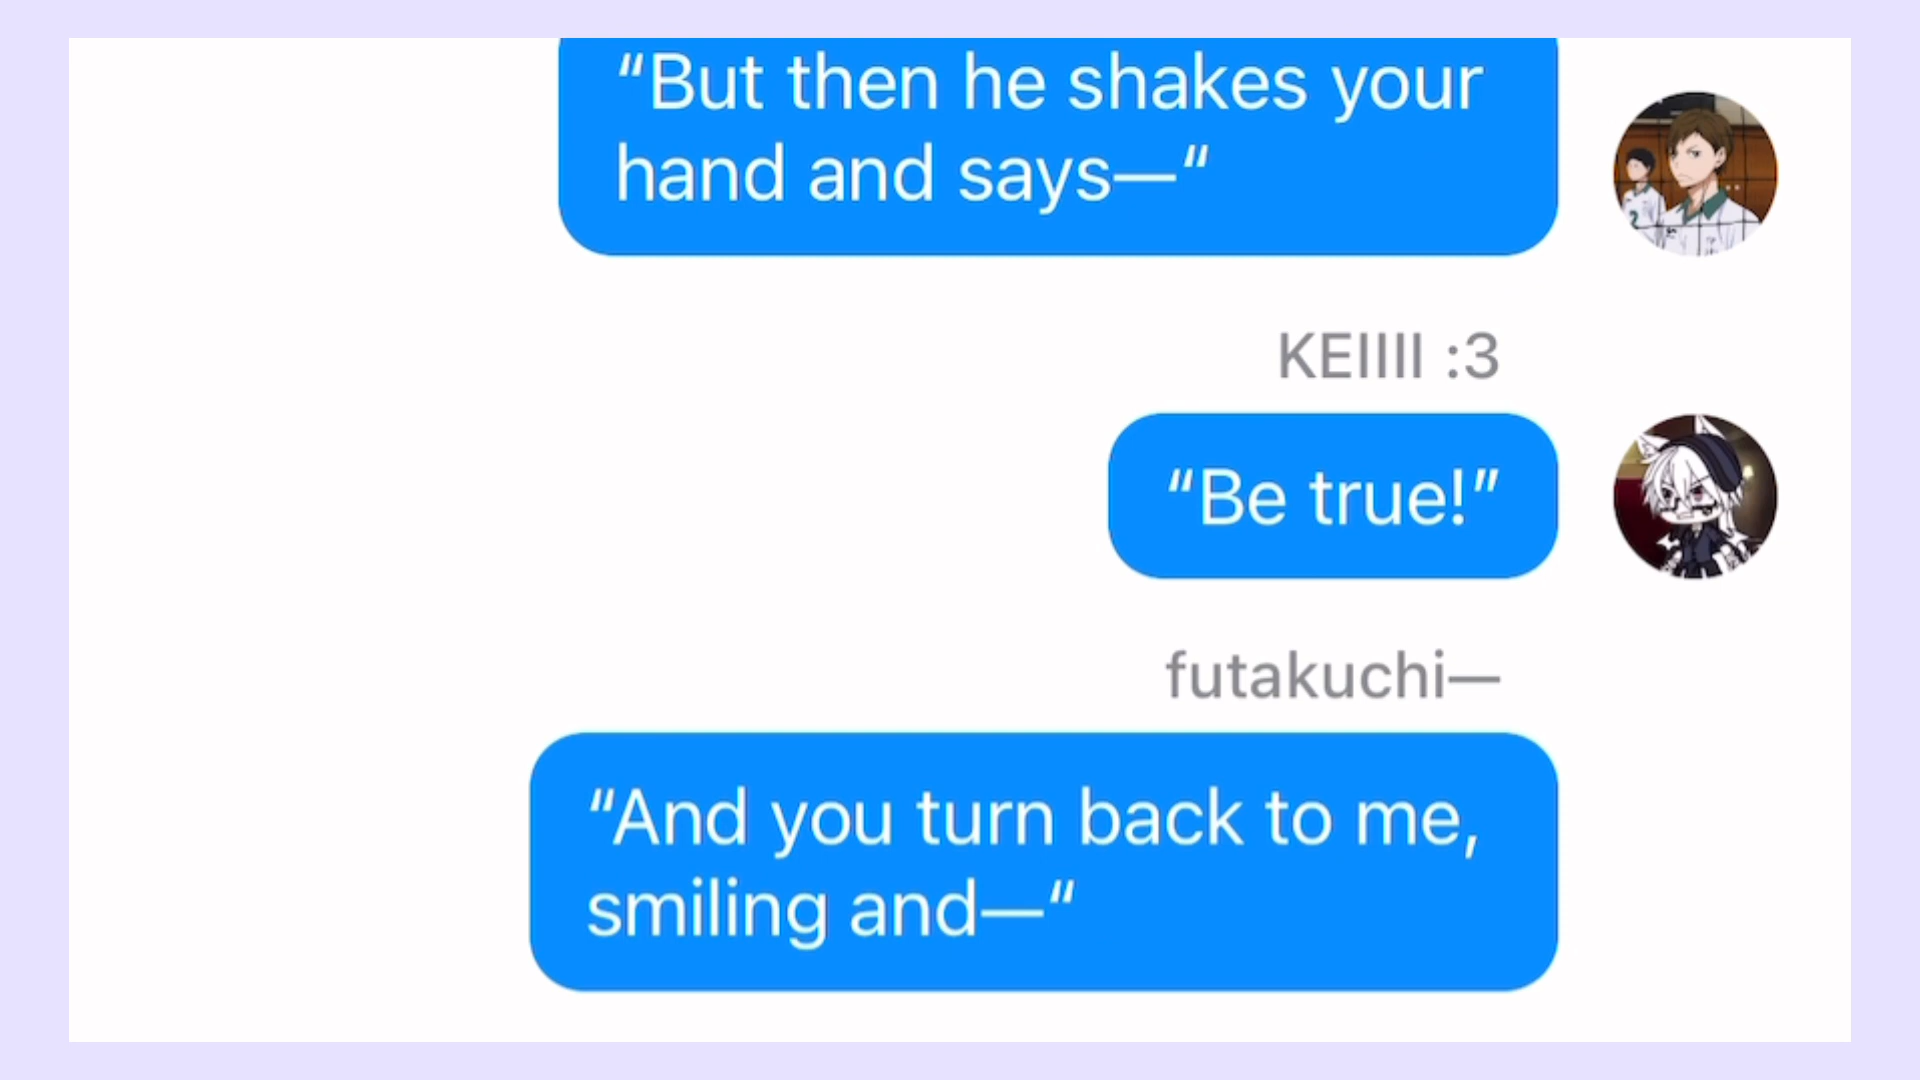 “But then he shakes your
hand and says—“
KEIIII :3
“Be true!”
futakuchi—
“And you turn back to me,
smiling and—“